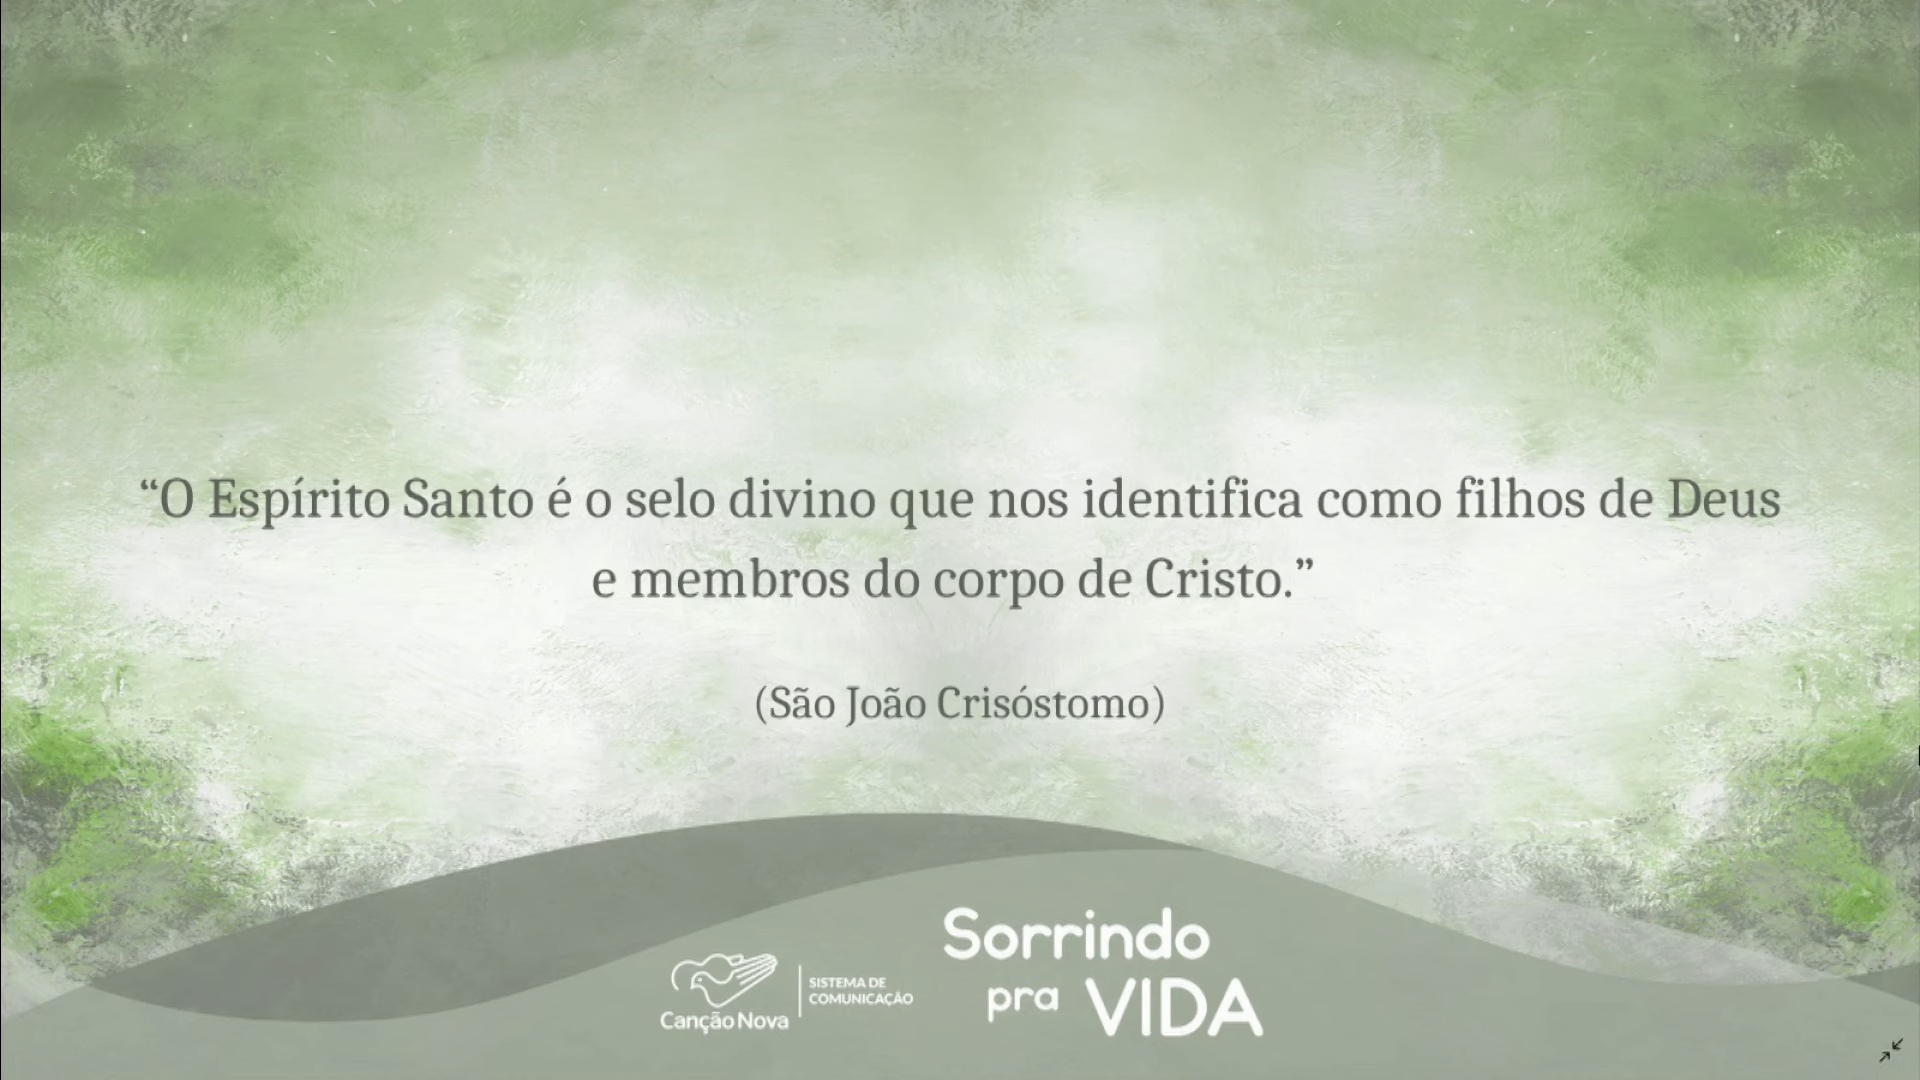 “O Espírito Santo é o selo divino que nos identifica como filhos de Deus
e membros do corpo de Cristo.”
(São João Crisóstomo)
Sorrindo
pra VIDA
Canção Nova
SISTEMA DE
COMUNICAÇÃO